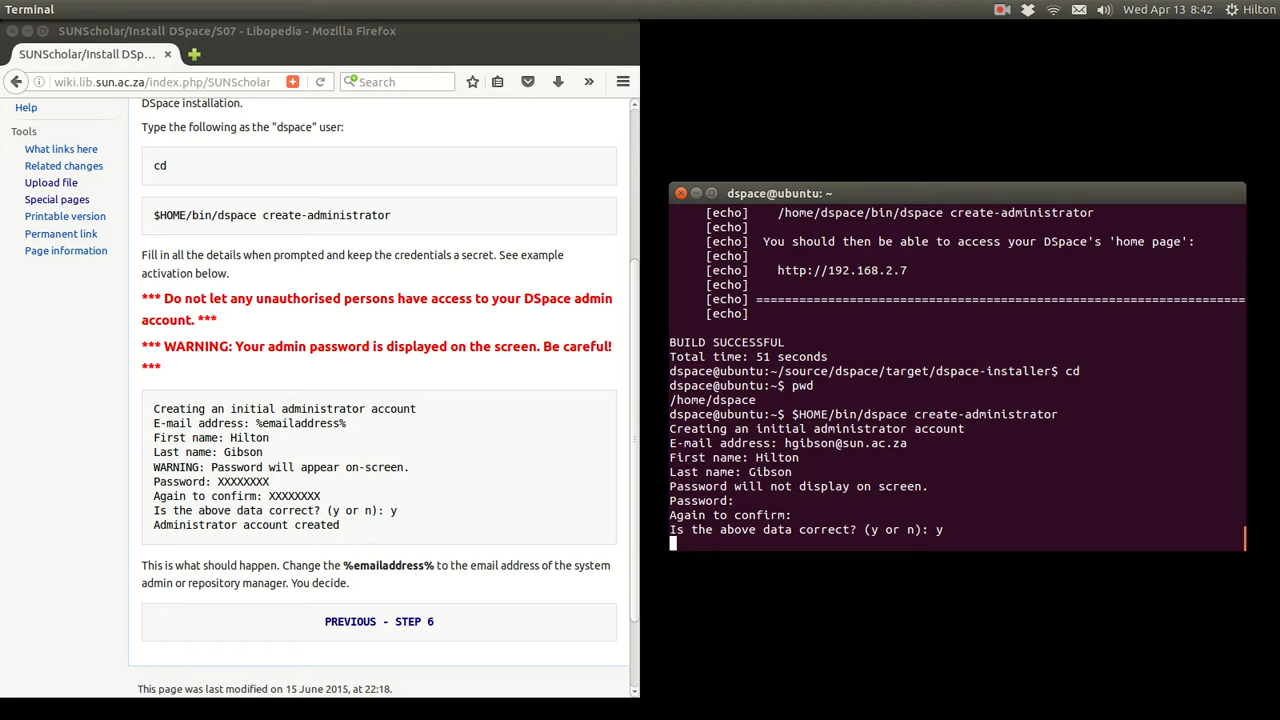 Terminal
Wed Apr 13 8:42
Hilton
SUNScholar/Install DSpace/S07 - Libopedia - Mozilla Firefox
SUNScholar/Install DSp...
wiki.lib.sun.ac.za/index.php/SUNScholar
Search
Help
Tools
What links here
Related changes
Upload file
Special pages
Printable version
Permanent link
Page information
DSpace installation.
Type the following as the "dspace" user:
cd
$HOME/bin/dspace create-administrator
Fill in all the details when prompted and keep the credentials a secret. See example
activation below.
*** Do not let any unauthorised persons have access to your DSpace admin
account. ***
*** WARNING: Your admin password is displayed on the screen. Be careful!
***
Creating an initial administrator account
E-mail address: %emailaddress%
First name: Hilton
Last name: Gibson
WARNING: Password will appear on-screen.
Password: XXXXXXXX
Again to confirm: XXXXXXXX
Is the above data correct? (y or n): y
Administrator account created
This is what should happen. Change the %emailaddress% to the email address of the system
admin or repository manager. You decide.
PREVIOUS - STEP 6
This page was last modified on 15 June 2015, at 22:18.
dspace@ubuntu: ~
[echo] /home/dspace/bin/dspace create-administrator
[echo]
[echo] You should then be able to access your DSpace's 'home page':
[echo]
[echo] http://192.168.2.7
[echo]
[echo] ====================================================================
[echo]
BUILD SUCCESSFUL
Total time: 51 seconds
dspace@ubuntu:~/source/dspace/target/dspace-installer$ cd
dspace@ubuntu:~$ pwd
/home/dspace
dspace@ubuntu:~$ $HOME/bin/dspace create-administrator
Creating an initial administrator account
E-mail address: hgibson@sun.ac.za
First name: Hilton
Last name: Gibson
Password will not display on screen.
Password:
Again to confirm:
Is the above data correct? (y or n): y